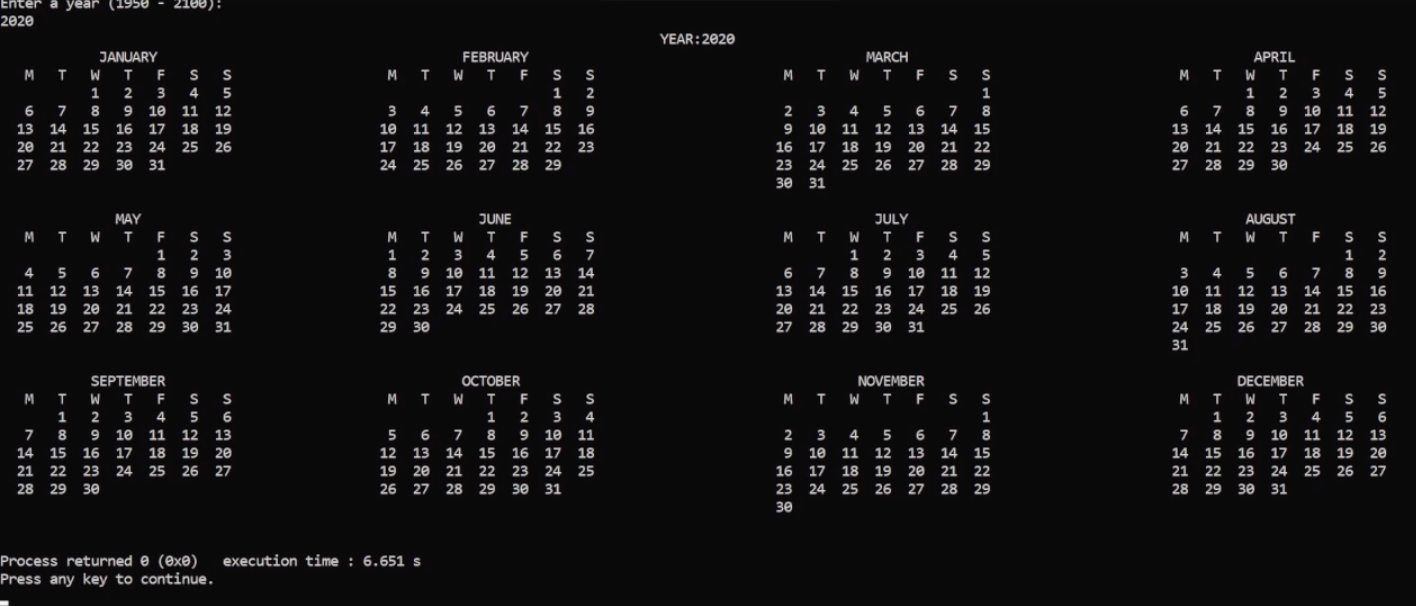 Enter a year (1950 - 2100):
2020
YEAR:2020
JANUARY FEBRUARY MARCH APRIL
M T W T F S S M T W T F S S M T W T F S S M T W T F S S
1 2 3 4 5 1 2 1 1 2 3 4 5
6 7 8 9 10 11 12 3 4 5 6 7 8 9 2 3 4 5 6 7 8 6 7 8 9 10 11 12
13 14 15 16 17 18 19 10 11 12 13 14 15 16 9 10 11 12 13 14 15 13 14 15 16 17 18 19
20 21 22 23 24 25 26 17 18 19 20 21 22 23 16 17 18 19 20 21 22 20 21 22 23 24 25 26
27 28 29 30 31 24 25 26 27 28 29 23 24 25 26 27 28 29 27 28 29 30
30 31
MAY JUNE JULY AUGUST
M T W T F S S M T W T F S S M T W T F S S M T W T F S S
1 2 3 1 2 3 4 5 6 7 1 2 3 4 5 1 2
4 5 6 7 8 9 10 8 9 10 11 12 13 14 6 7 8 9 10 11 12 3 4 5 6 7 8 9
11 12 13 14 15 16 17 15 16 17 18 19 20 21 13 14 15 16 17 18 19 10 11 12 13 14 15 16
18 19 20 21 22 23 24 22 23 24 25 26 27 28 20 21 22 23 24 25 26 17 18 19 20 21 22 23
25 26 27 28 29 30 31 29 30 27 28 29 30 31 24 25 26 27 28 29 30
31
SEPTEMBER OCTOBER NOVEMBER DECEMBER
M T W T F S S M T W T F S S M T W T F S S M T W T F S S
1 2 3 4 5 6 1 2 3 4 1 1 2 3 4 5 6
7 8 9 10 11 12 13 5 6 7 8 9 10 11 2 3 4 5 6 7 8 7 8 9 10 11 12 13
14 15 16 17 18 19 20 12 13 14 15 16 17 18 9 10 11 12 13 14 15 14 15 16 17 18 19 20
21 22 23 24 25 26 27 19 20 21 22 23 24 25 16 17 18 19 20 21 22 21 22 23 24 25 26 27
28 29 30 26 27 28 29 30 31 23 24 25 26 27 28 29 28 29 30 31
30
Process returned 0 (0x0) execution time : 6.651 s
Press any key to continue.